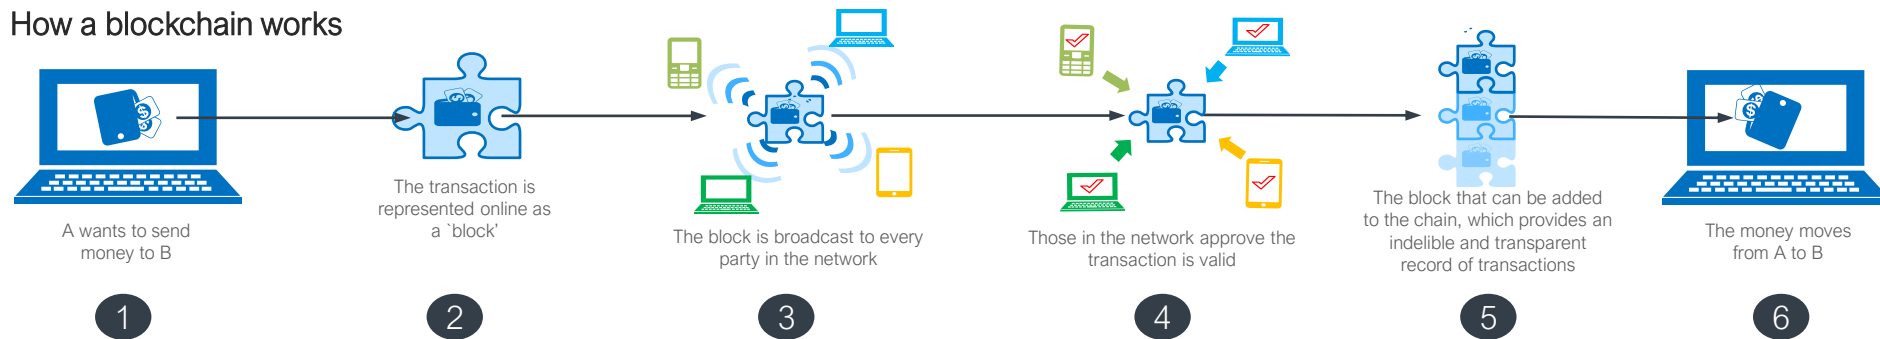 How a blockchain works
A wants to send
money to B
1
The transaction is
represented online as
a `block'
2
The block is broadcast to every
party in the network
3
Those in the network approve the
transaction is valid
4
The block that can be added
to the chain, which provides an
indelible and transparent
record of transactions
5
The money moves
from A to B
6